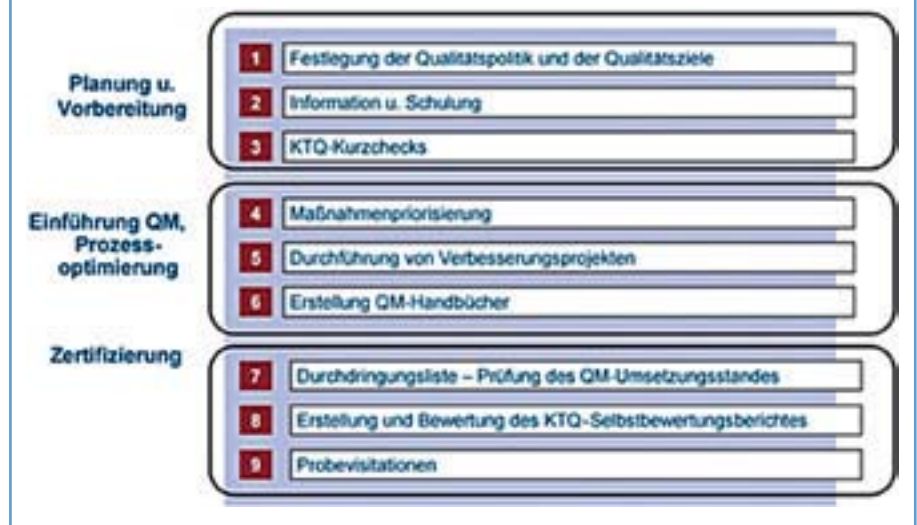 Planung u.
Vorbereitung
1 Festlegung der Qualitätspolitik und der Qualitätsziele
2 Information u. Schulung
3 KTQ-Kurzchecks
Einführung QM,
Prozess-
optimierung
4 Maßnahmenpriorisierung
5 Durchführung von Verbesserungsprojekten
6 Erstellung QM-Handbücher
Zertifizierung
7 Durchdringungsliste – Prüfung des QM-Umsetzungsstandes
8 Erstellung und Bewertung des KTQ-Selbstbewertungsberichtes
9 Probevisitationen